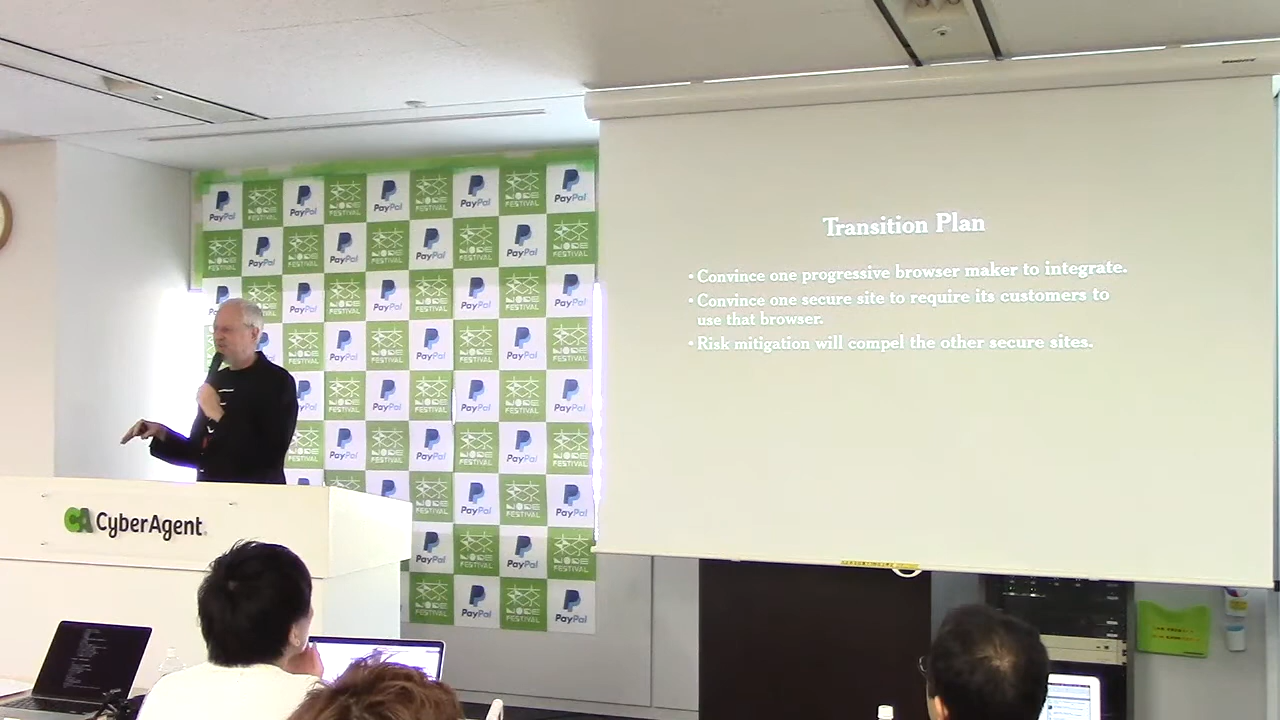 Transition Plan
• Convince one progressive browser maker to integrate.
• Convince one secure site to require its customers to
use that browser.
• Risk mitigation will compel the other secure sites.
CA CyberAgent.
PayPal
NODE
FESTIVAL